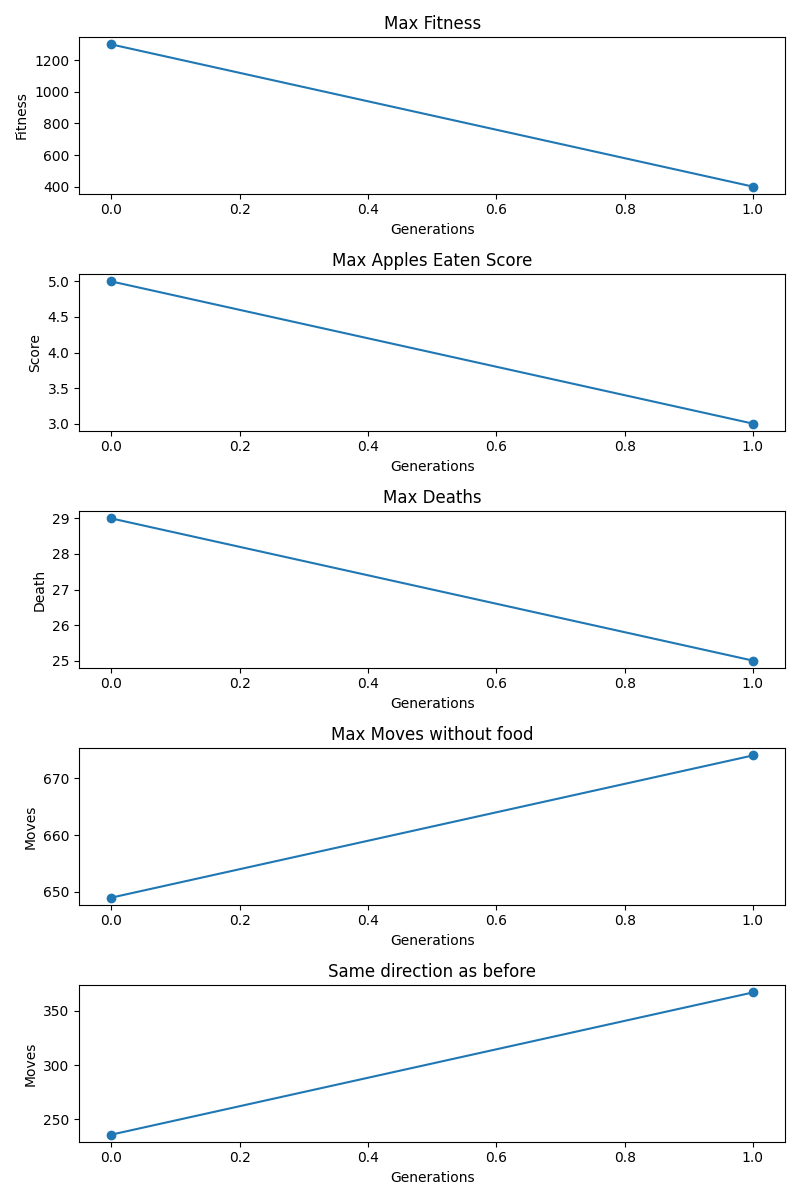 Max Fitness
1200
1000
800
600
400
Fitness
0.0 0.2 0.4 0.6 0.8 1.0
Generations
Max Apples Eaten Score
5.0
4.5
4.0
3.5
3.0
Score
0.0 0.2 0.4 0.6 0.8 1.0
Generations
Max Deaths
29
28
27
26
25
Death
0.0 0.2 0.4 0.6 0.8 1.0
Generations
Max Moves without food
670
660
650
Moves
0.0 0.2 0.4 0.6 0.8 1.0
Generations
Same direction as before
350
300
250
Moves
0.0 0.2 0.4 0.6 0.8 1.0
Generations